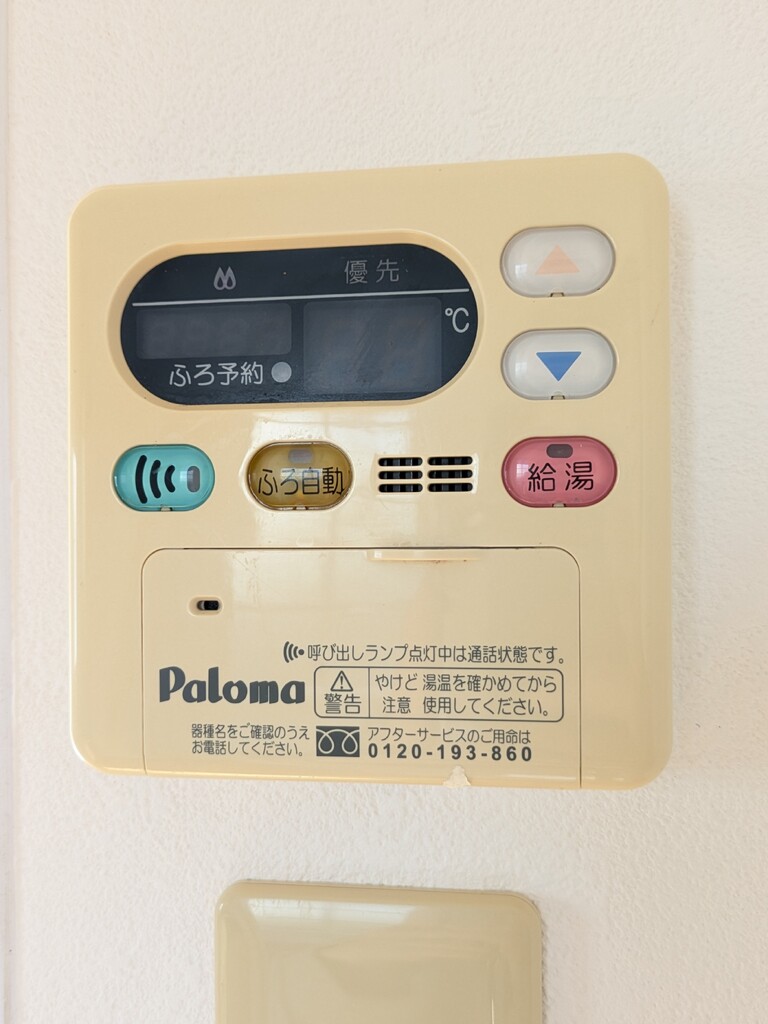 優先
℃
ふろ予約
ふろ自動
給湯
呼び出しランプ点灯中は通話状態です。
Paloma
警告
やけど 湯温を確かめてから
注意 使用してください。
器種名をご確認のうえ
お電話してください。
アフターサービスのご用命は
0120-193-860